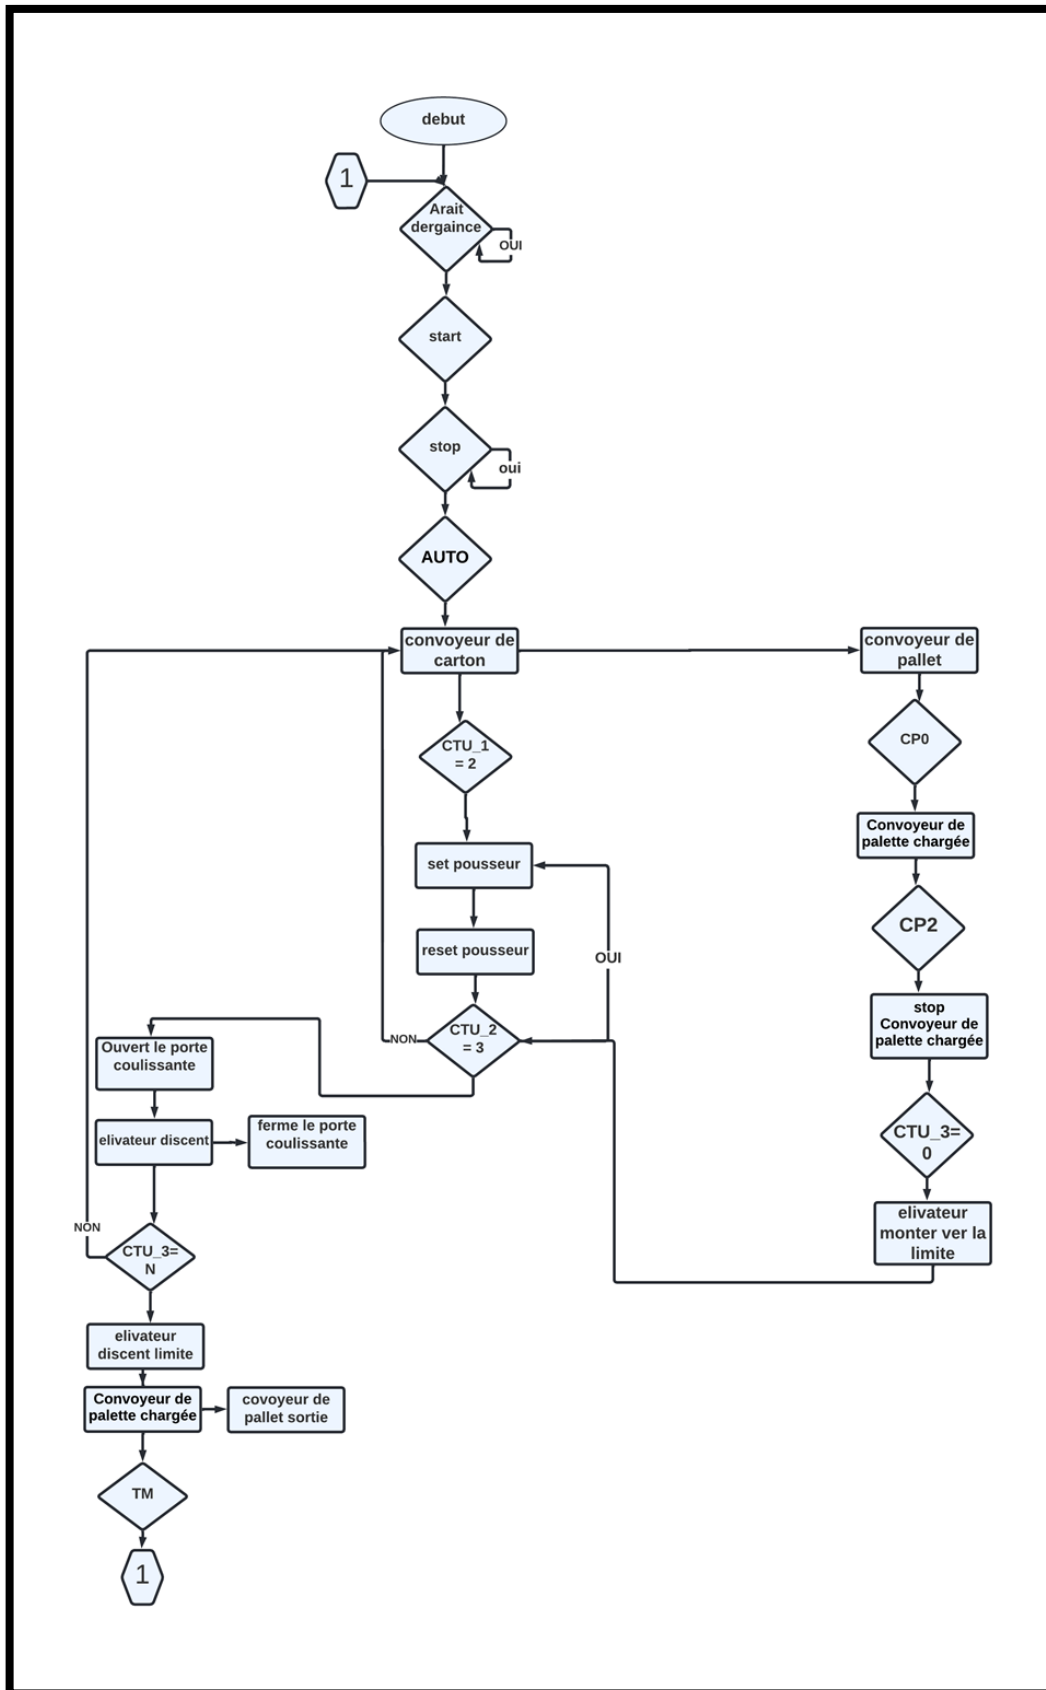 debut
1
Arait
dergaince
OUI
start
stop
oui
AUTO
convoyeur de
carton
convoyeur de
pallet
CTU_1
= 2
CP0
set pousseur
Convoyeur de
palette chargée
reset pousseur
OUI
CP2
CTU_2
= 3
NON
stop
Convoyeur de
palette chargée
Ouvert le porte
coulissante
elivateur discent
ferme le porte
coulissante
CTU_3=
0
elivateur
monter ver la
limite
NON
CTU_3=
N
elivateur
discent limite
Convoyeur de
palette chargée
covoyeur de
pallet sortie
TM
1